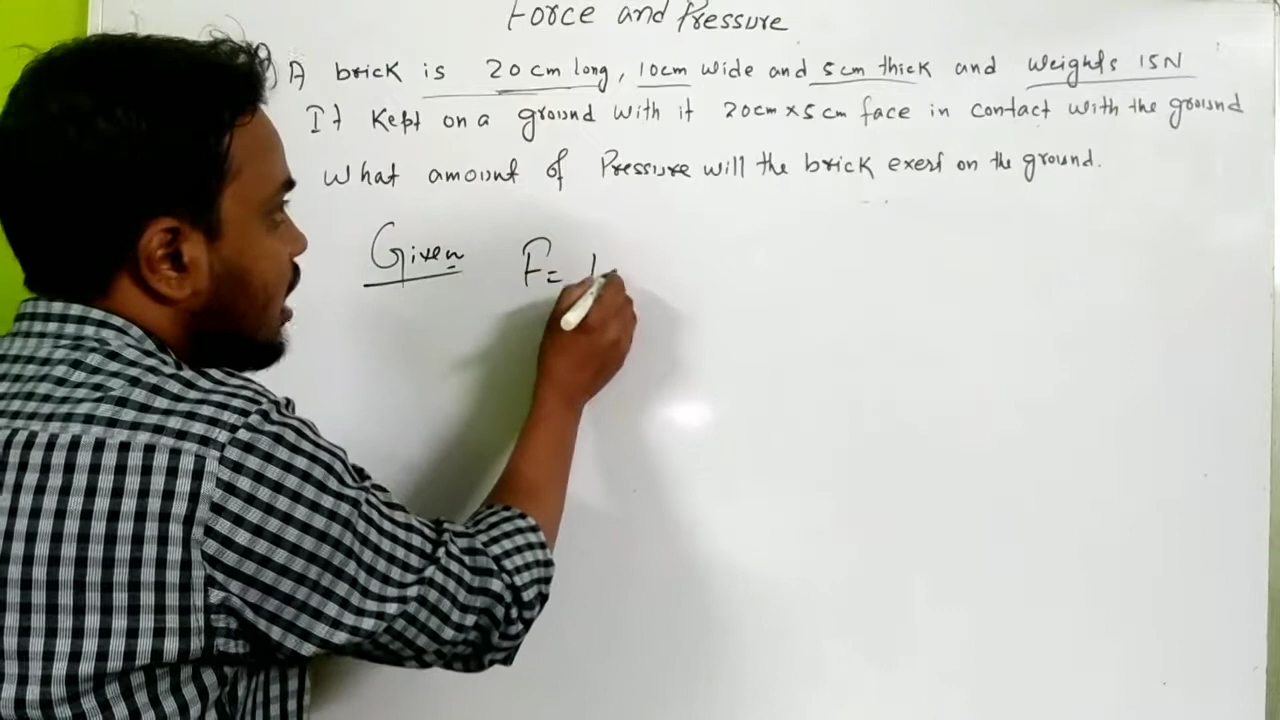 Force and Pressure
A brick is 20cm long, 10cm wide and 5cm thick and weights 15N
It kept on a ground with it 20cm×5cm face in contact with the ground
What amount of Pressure will the brick exert on the ground.
Given F= 1